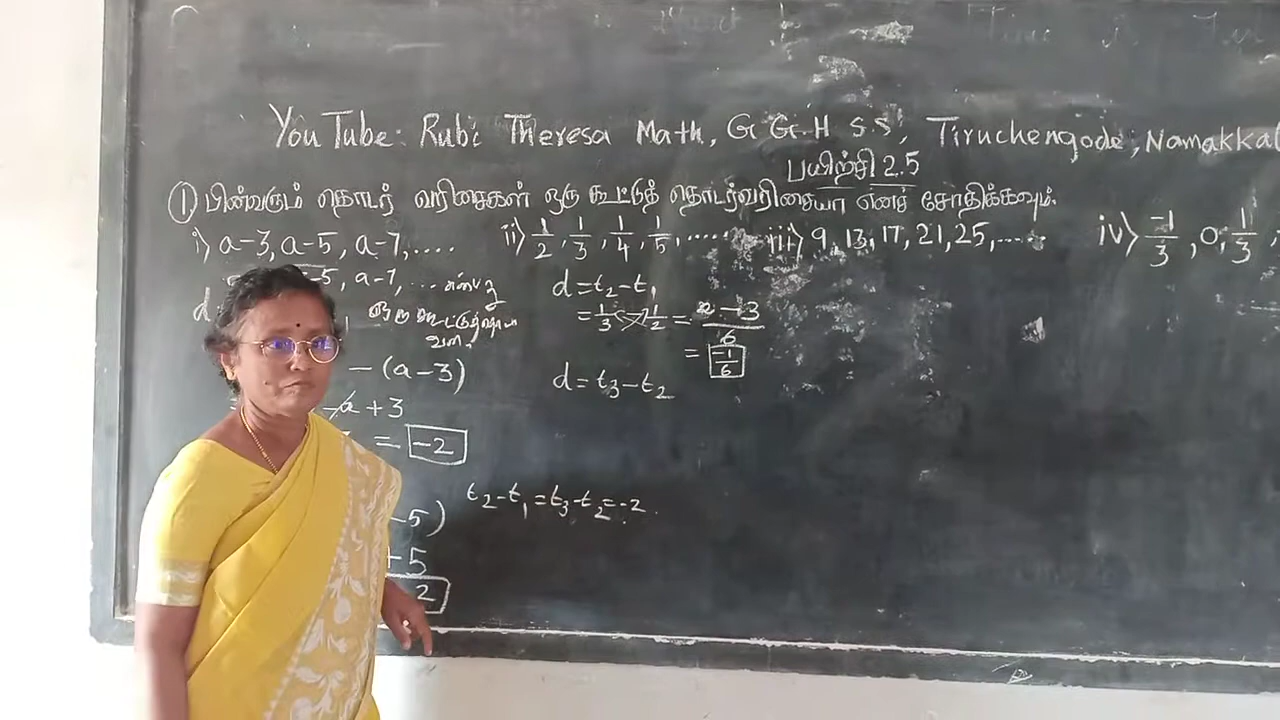 YouTube: Rubi Theresa Math, G.G.H.S.S, Tiruchengode, Namakkal
பயிற்சி 2.5
① பின்வரும் தொடர் வரிசைகள் ஒரு கூட்டுத் தொடர்வரிசையா எனச் சோதிக்கவும்.
i) a-3, a-5, a-7, ....
ii) 1/2, 1/3, 1/4, 1/5, ....
iii) 9, 13, 17, 21, 25, ....
iv) -1/3, 0, 1/3,
-5, a-7, ... என்பது
ஒரு கூட்டுத்தொடர்
d
- (a-3)
-a + 3
= -2
-5)
+5
2
t₂-t₁ = t₃-t₂ = -2
d = t₂-t₁
= 1/3 - 1/2 = 2-3/6
= -1/6
d = t₃-t₂